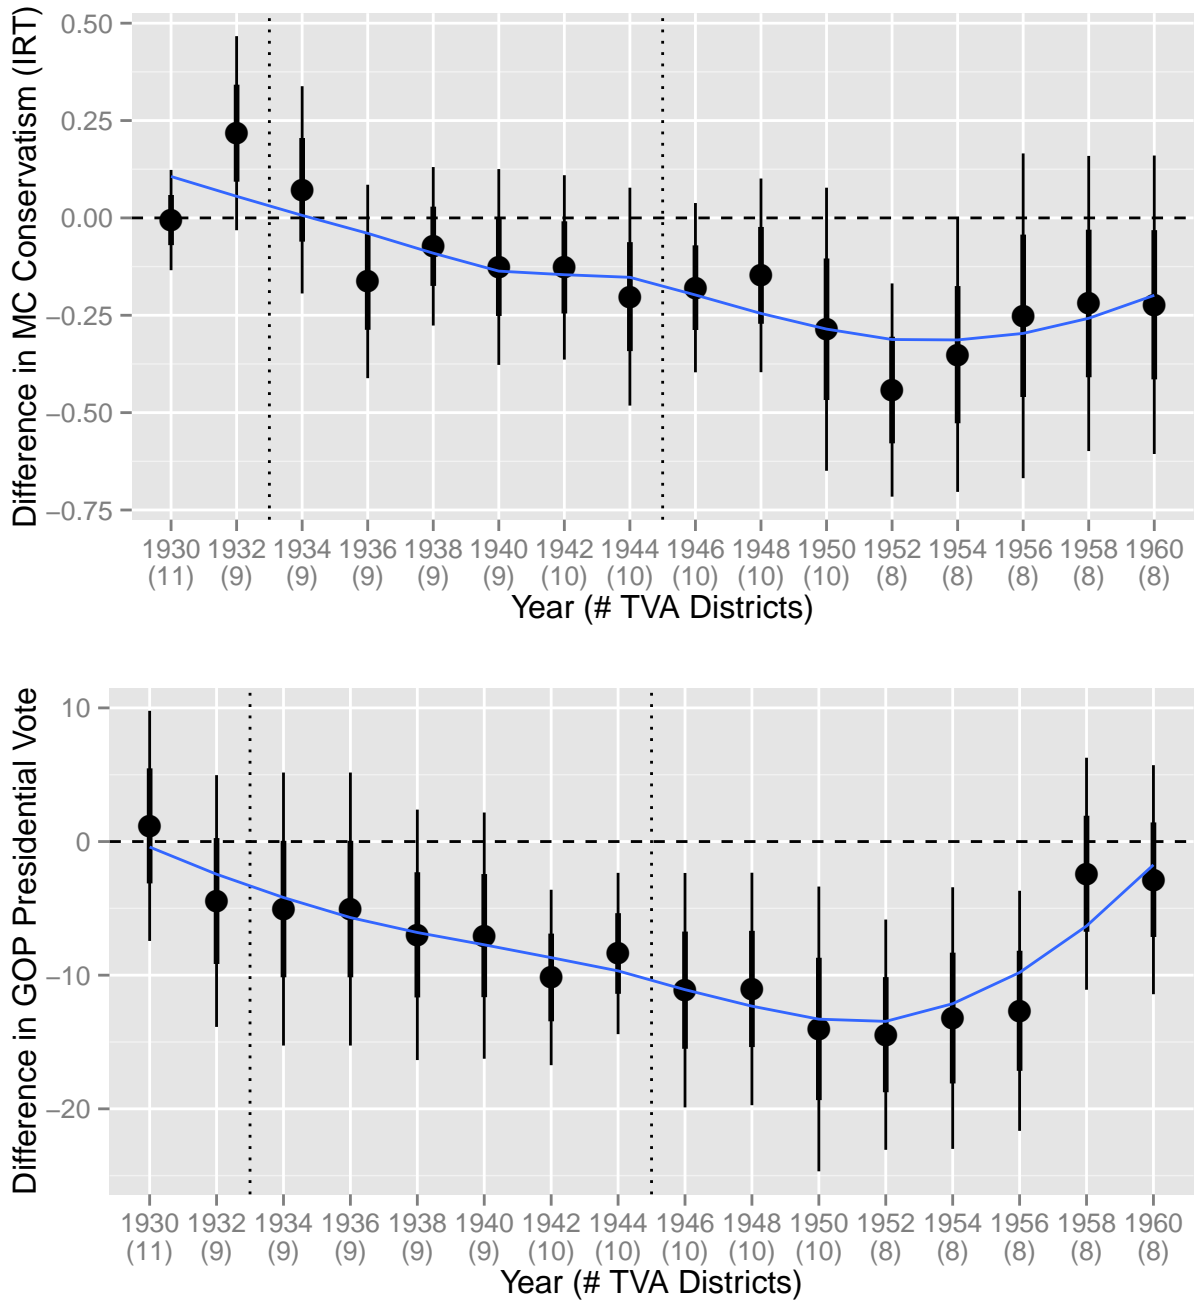 Difference in MC Conservatism (IRT)
0.50
0.25
0.00
−0.25
−0.50
−0.75
1930 1932 1934 1936 1938 1940 1942 1944 1946 1948 1950 1952 1954 1956 1958 1960
(11) (9) (9) (9) (9) (9) (10) (10) (10) (10) (10) (8) (8) (8) (8) (8)
Year (# TVA Districts)
Difference in GOP Presidential Vote
10
0
−10
−20
1930 1932 1934 1936 1938 1940 1942 1944 1946 1948 1950 1952 1954 1956 1958 1960
(11) (9) (9) (9) (9) (9) (10) (10) (10) (10) (10) (8) (8) (8) (8) (8)
Year (# TVA Districts)